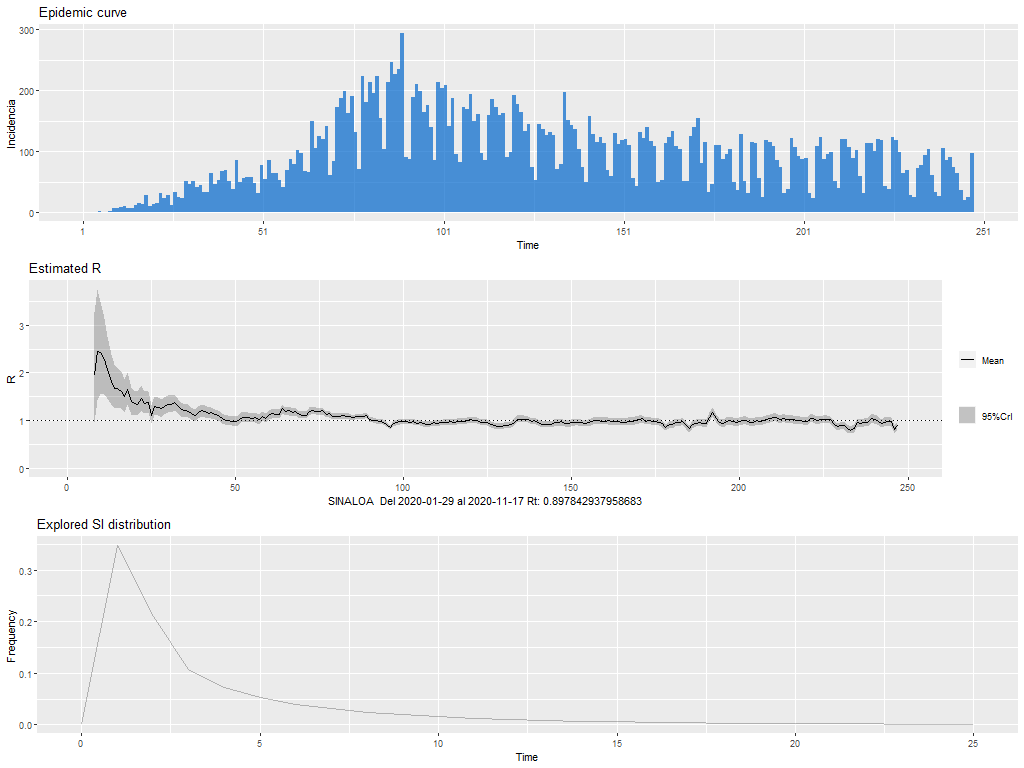 Epidemic curve
300
200
100
0
Incidencia
1 51 101 151 201 251
Time
Estimated R
3
2
1
0
R
0 50 100 150 200 250
SINALOA Del 2020-01-29 al 2020-11-17 Rt: 0.897842937958683
Mean
95%CrI
Explored SI distribution
0.3
0.2
0.1
0.0
Frequency
0 5 10 15 20 25
Time